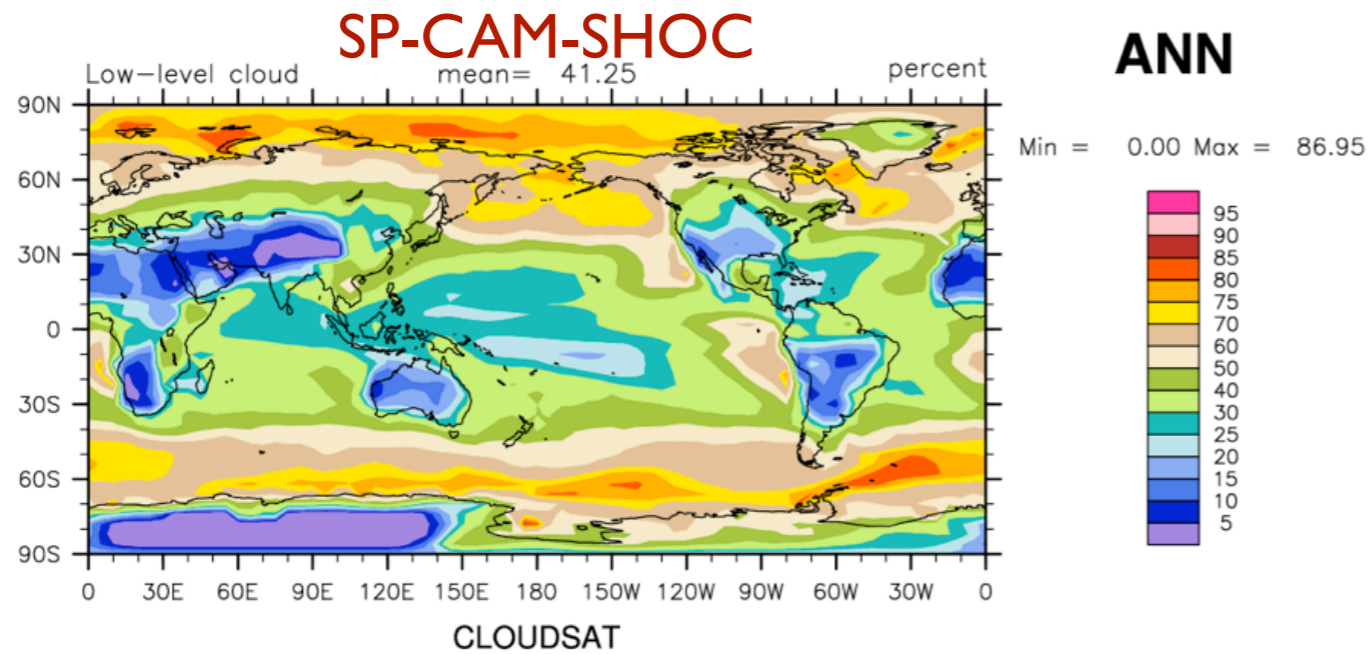 SP-CAM-SHOC
ANN
Low-level cloud mean= 41.25 percent
Min = 0.00 Max = 86.95
90N
60N
30N
0
30S
60S
90S
0 30E 60E 90E 120E 150E 180 150W 120W 90W 60W 30W 0
95
90
85
80
75
70
60
50
40
30
25
20
15
10
5
CLOUDSAT